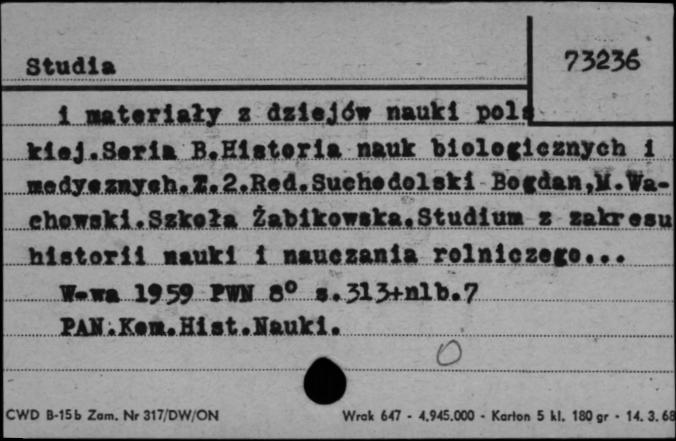 Studia
73236
i materiały z dziejów nauki pols
kiej.Seria B.Historia nauk biologicznych i
medycznych.Z.2.Red.Suchodolski Bogdan,M.Wa-
chowski.Szkoła Żabikowska.Studium z zakresu
historii nauki i nauczania rolniczego...
W-wa 1959 PWN 8° s.313+nlb.7
PAN.Kom.Hist.Nauki.
CWD B-15b Zam. Nr 317/DW/ON
Wrak 647 - 4.945.000 - Karton 5 kl. 180 gr - 14. 3. 68